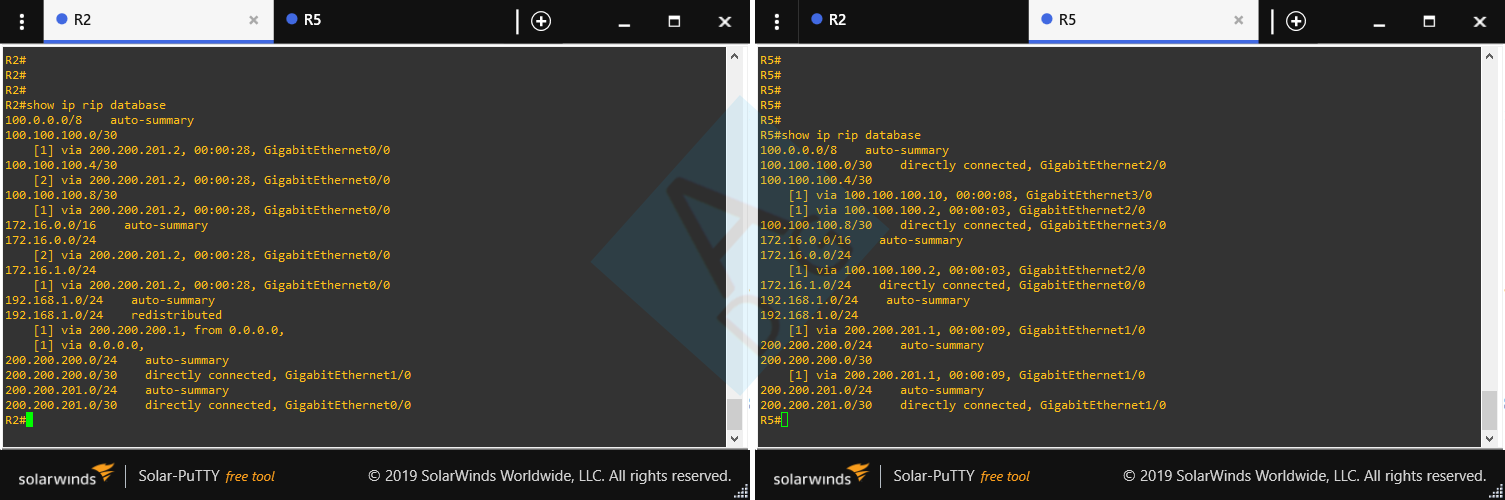 R2
R5
R2#
R2#
R2#
R2#show ip rip database
100.0.0.0/8    auto-summary
100.100.100.0/30
    [1] via 200.200.201.2, 00:00:28, GigabitEthernet0/0
100.100.100.4/30
    [2] via 200.200.201.2, 00:00:28, GigabitEthernet0/0
100.100.100.8/30
    [1] via 200.200.201.2, 00:00:28, GigabitEthernet0/0
172.16.0.0/16    auto-summary
172.16.0.0/24
    [2] via 200.200.201.2, 00:00:28, GigabitEthernet0/0
172.16.1.0/24
    [1] via 200.200.201.2, 00:00:28, GigabitEthernet0/0
192.168.1.0/24    auto-summary
192.168.1.0/24    redistributed
    [1] via 200.200.200.1, from 0.0.0.0,
    [1] via 0.0.0.0,
200.200.200.0/24    auto-summary
200.200.200.0/30    directly connected, GigabitEthernet1/0
200.200.201.0/24    auto-summary
200.200.201.0/30    directly connected, GigabitEthernet0/0
R2#
solarwinds
Solar-PuTTY free tool
© 2019 SolarWinds Worldwide, LLC. All rights reserved.
R2
R5
R5#
R5#
R5#
R5#
R5#
R5#show ip rip database
100.0.0.0/8    auto-summary
100.100.100.0/30    directly connected, GigabitEthernet2/0
100.100.100.4/30
    [1] via 100.100.100.10, 00:00:08, GigabitEthernet3/0
    [1] via 100.100.100.2, 00:00:03, GigabitEthernet2/0
100.100.100.8/30    directly connected, GigabitEthernet3/0
172.16.0.0/16    auto-summary
172.16.0.0/24
    [1] via 100.100.100.2, 00:00:03, GigabitEthernet2/0
172.16.1.0/24    directly connected, GigabitEthernet0/0
192.168.1.0/24    auto-summary
192.168.1.0/24
    [1] via 200.200.201.1, 00:00:09, GigabitEthernet1/0
200.200.200.0/24    auto-summary
200.200.200.0/30
    [1] via 200.200.201.1, 00:00:09, GigabitEthernet1/0
200.200.201.0/24    auto-summary
200.200.201.0/30    directly connected, GigabitEthernet1/0
R5#
solarwinds
Solar-PuTTY free tool
© 2019 SolarWinds Worldwide, LLC. All rights reserved.